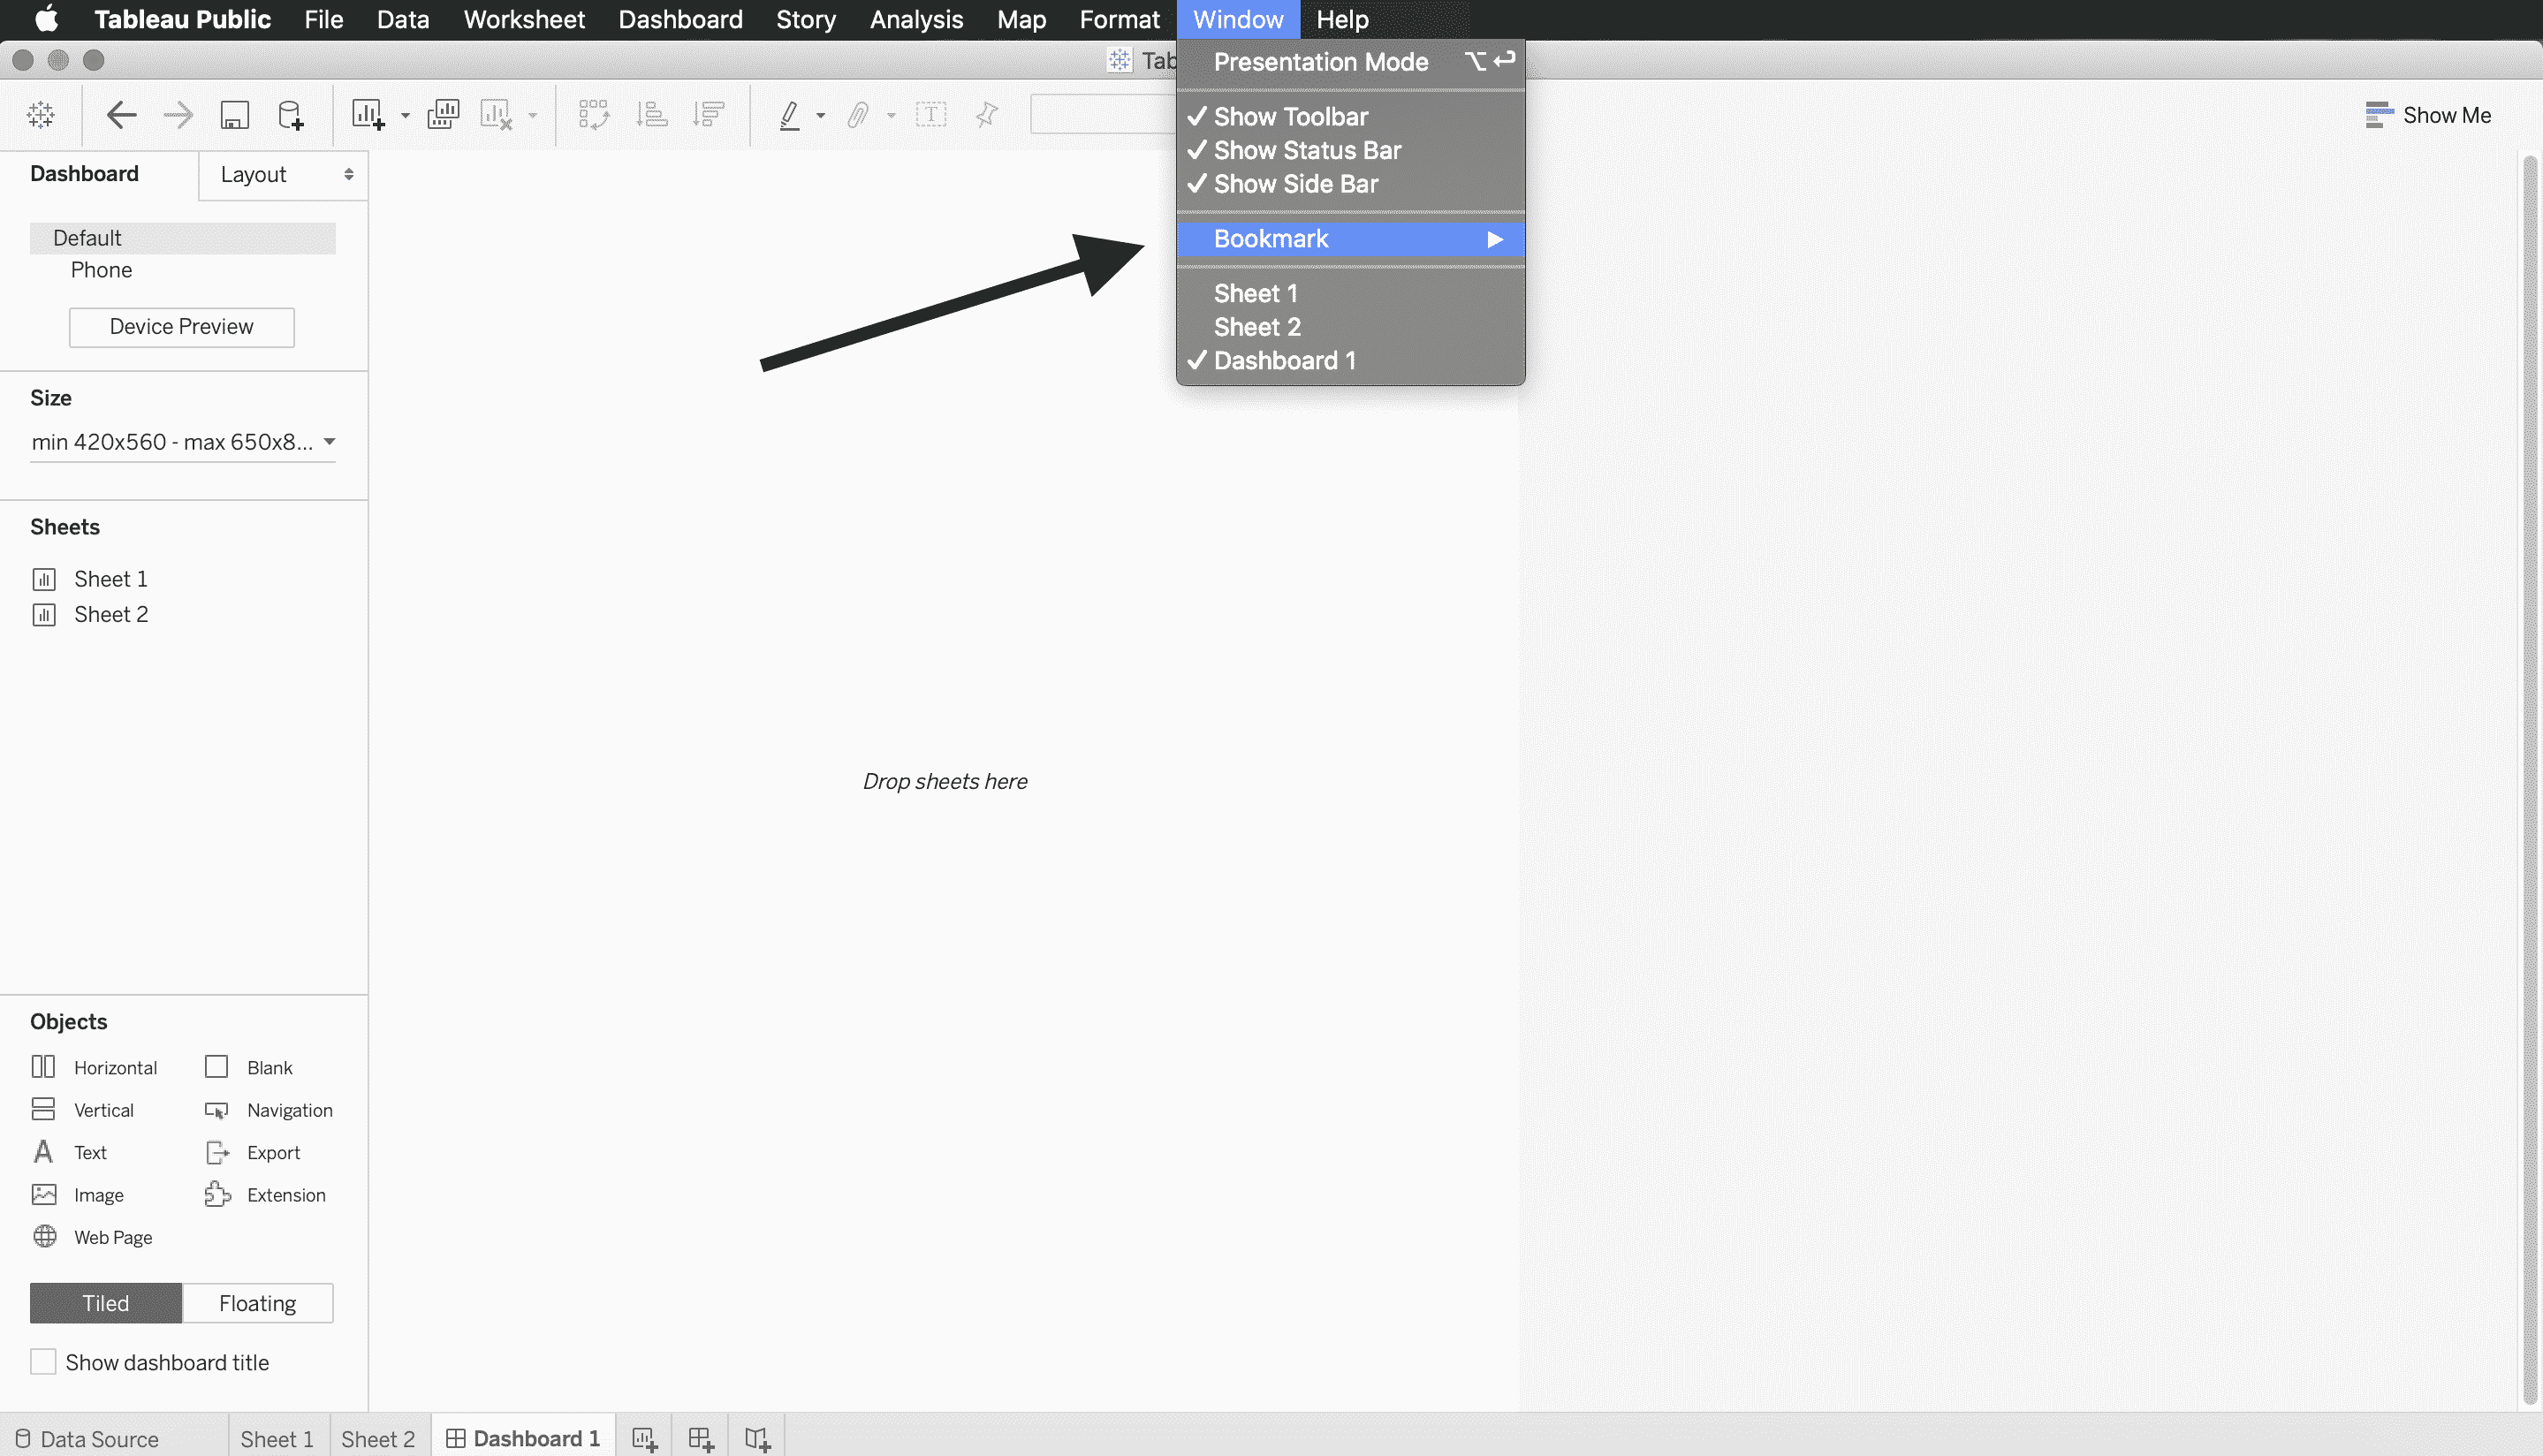 Tableau Public File Data Worksheet Dashboard Story Analysis Map Format Window Help
Tab
Presentation Mode ⌥ ↩
Show Toolbar
Show Status Bar
Show Side Bar
Bookmark
Sheet 1
Sheet 2
Dashboard 1
Show Me
Dashboard Layout
Default
Phone
Device Preview
Size
min 420x560 - max 650x8...
Sheets
Sheet 1
Sheet 2
Drop sheets here
Objects
Horizontal Blank
Vertical Navigation
Text Export
Image Extension
Web Page
Tiled Floating
Show dashboard title
Data Source Sheet 1 Sheet 2 Dashboard 1